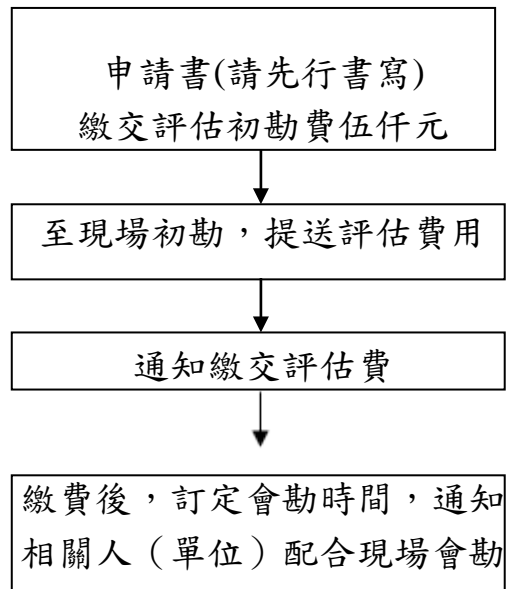 申請書(請先行書寫)
繳交評估初勘費伍仟元
至現場初勘，提送評估費用
通知繳交評估費
繳費後，訂定會勘時間，通知
相關人（單位）配合現場會勘